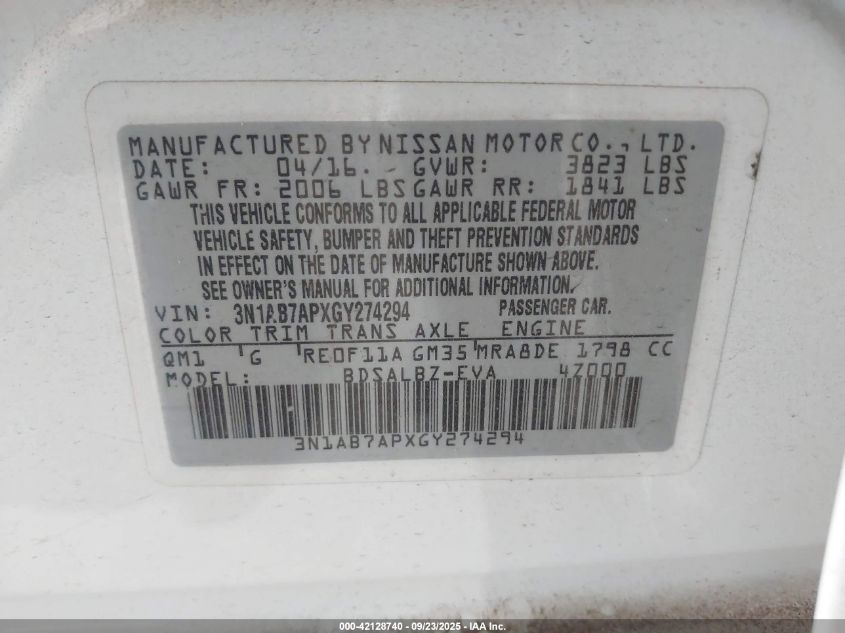 MANUFACTURED BY NISSAN MOTOR CO., LTD.
DATE: 04/16. GVWR: 3823 LBS
GAWR FR: 2006 LBS GAWR RR: 1841 LBS
THIS VEHICLE CONFORMS TO ALL APPLICABLE FEDERAL MOTOR
VEHICLE SAFETY, BUMPER AND THEFT PREVENTION STANDARDS
IN EFFECT ON THE DATE OF MANUFACTURE SHOWN ABOVE.
SEE OWNER'S MANUAL FOR ADDITIONAL INFORMATION.
VIN: 3N1AB7APXGY274294 PASSENGER CAR.
COLOR TRIM TRANS AXLE ENGINE
QM1 G RE0F11A GM35 MRA8DE 1798 CC
MODEL: BDSALBZ-EVA 4Z000
3N1AB7APXGY274294
000-42128740 - 09/23/2025 - IAA Inc.